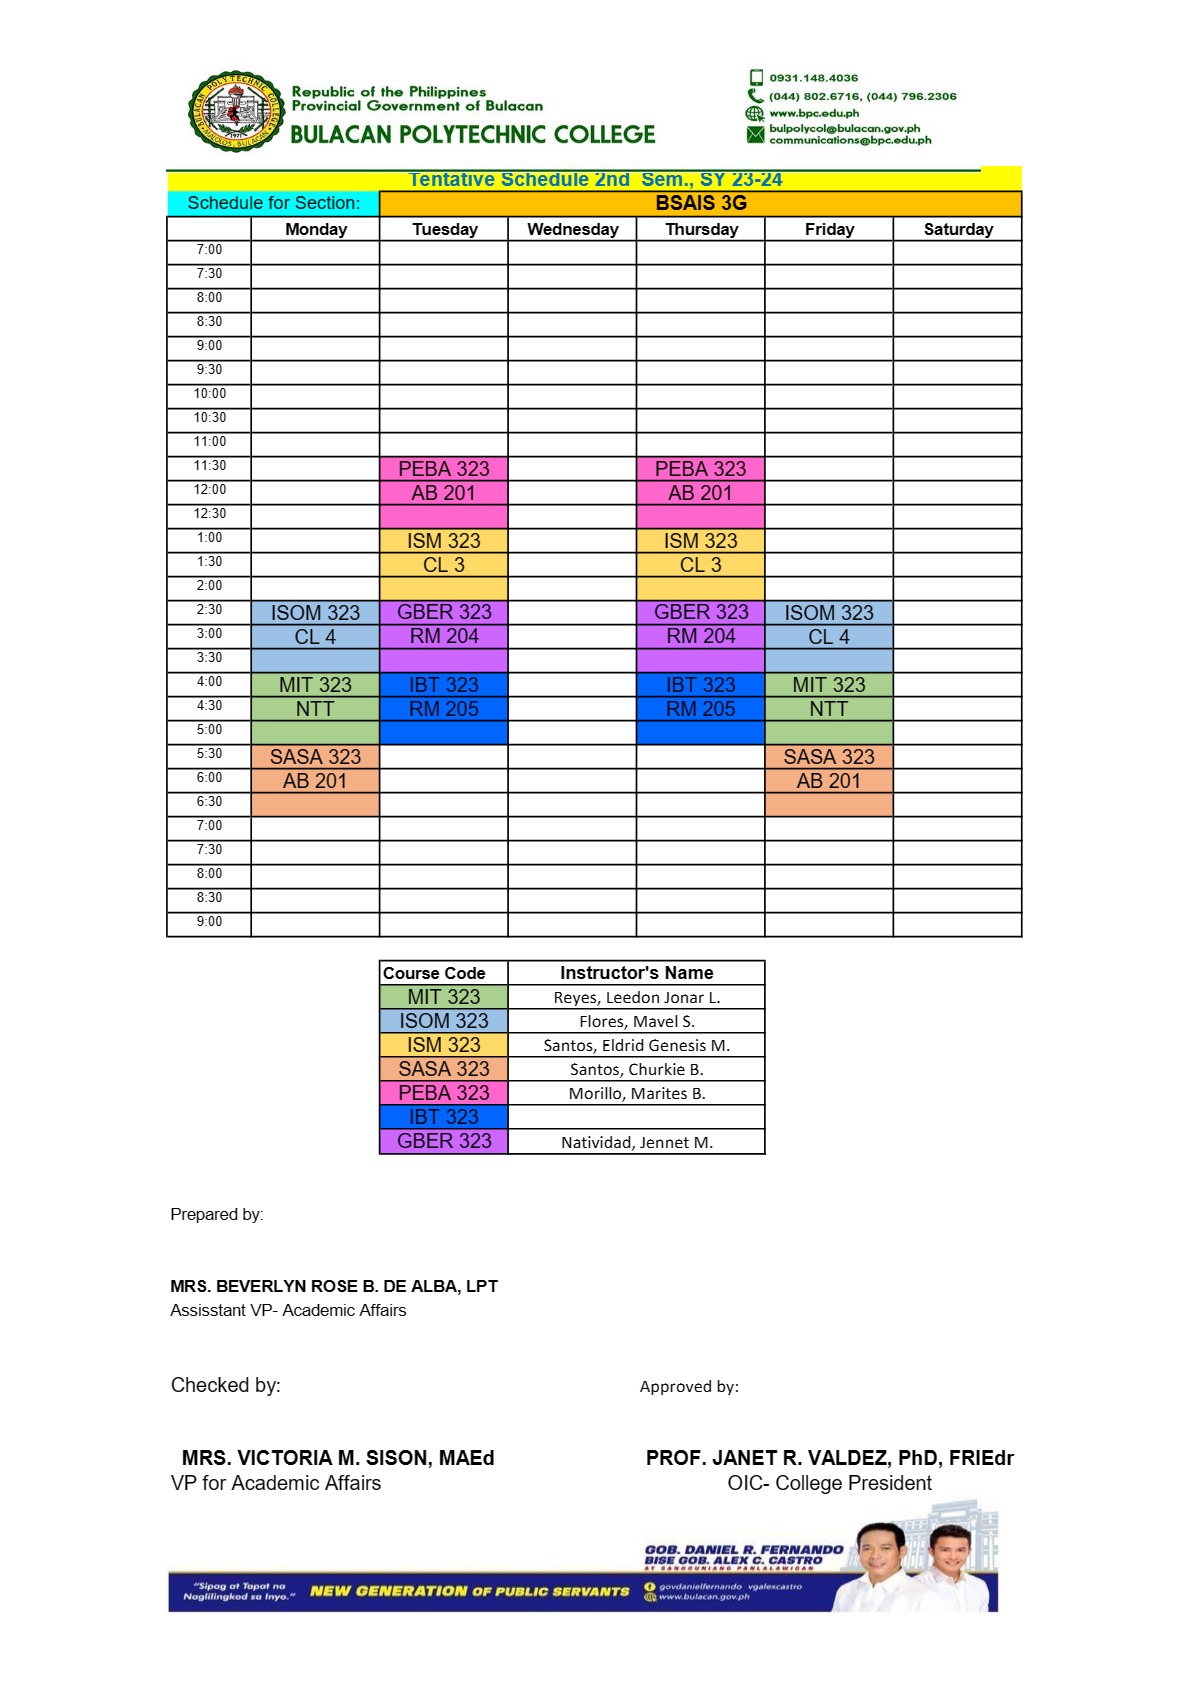 Republic of the Philippines
Provincial Government of Bulacan
BULACAN POLYTECHNIC COLLEGE
BULACAN POLYTECHNIC COLLEGE
1971
MALOLOS, BULACAN
0931.148.4036
(044) 802.6716, (044) 796.2306
www.bpc.edu.ph
bulpolycol@bulacan.gov.ph
communications@bpc.edu.ph
Tentative Schedule 2nd Sem., SY 23-24
Schedule for Section: BSAIS 3G
Monday Tuesday Wednesday Thursday Friday Saturday
7:00
7:30
8:00
8:30
9:00
9:30
10:00
10:30
11:00
11:30 PEBA 323 PEBA 323
12:00 AB 201 AB 201
12:30
1:00 ISM 323 ISM 323
1:30 CL 3 CL 3
2:00
2:30 ISOM 323 GBER 323 GBER 323 ISOM 323
3:00 CL 4 RM 204 RM 204 CL 4
3:30
4:00 MIT 323 IBT 323 IBT 323 MIT 323
4:30 NTT RM 205 RM 205 NTT
5:00
5:30 SASA 323 SASA 323
6:00 AB 201 AB 201
6:30
7:00
7:30
8:00
8:30
9:00
Course Code Instructor's Name
MIT 323 Reyes, Leedon Jonar L.
ISOM 323 Flores, Mavel S.
ISM 323 Santos, Eldrid Genesis M.
SASA 323 Santos, Churkie B.
PEBA 323 Morillo, Marites B.
IBT 323
GBER 323 Natividad, Jennet M.
Prepared by:
MRS. BEVERLYN ROSE B. DE ALBA, LPT
Assisstant VP- Academic Affairs
Checked by: Approved by:
MRS. VICTORIA M. SISON, MAEd PROF. JANET R. VALDEZ, PhD, FRIEdr
VP for Academic Affairs OIC- College President
GOB. DANIEL R. FERNANDO
BISE GOB. ALEX C. CASTRO
AT SANGGUNIANG PANLALAWIGAN
"Sipag at Tapat na
Naglilingkod sa Inyo."
NEW GENERATION OF PUBLIC SERVANTS
govdanielfernando vgalexcastro
www.bulacan.gov.ph